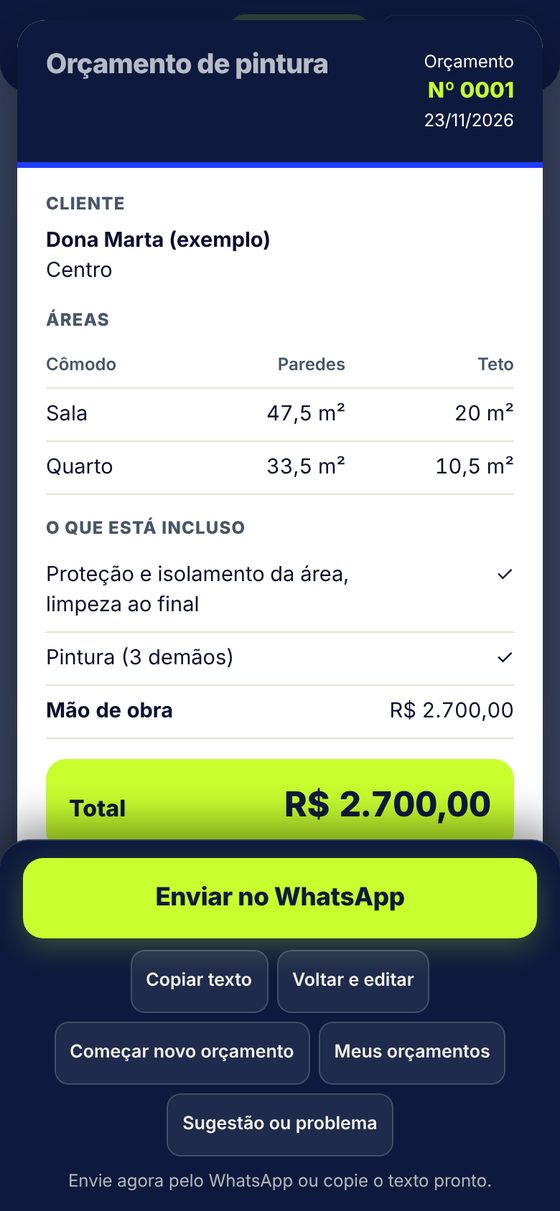 Orçamento de pintura
Orçamento
Nº 0001
23/11/2026
CLIENTE
Dona Marta (exemplo)
Centro
ÁREAS
Cômodo Paredes Teto
Sala 47,5 m² 20 m²
Quarto 33,5 m² 10,5 m²
O QUE ESTÁ INCLUSO
Proteção e isolamento da área, ✓
limpeza ao final
Pintura (3 demãos) ✓
Mão de obra R$ 2.700,00
Total R$ 2.700,00
Enviar no WhatsApp
Copiar texto Voltar e editar
Começar novo orçamento Meus orçamentos
Sugestão ou problema
Envie agora pelo WhatsApp ou copie o texto pronto.